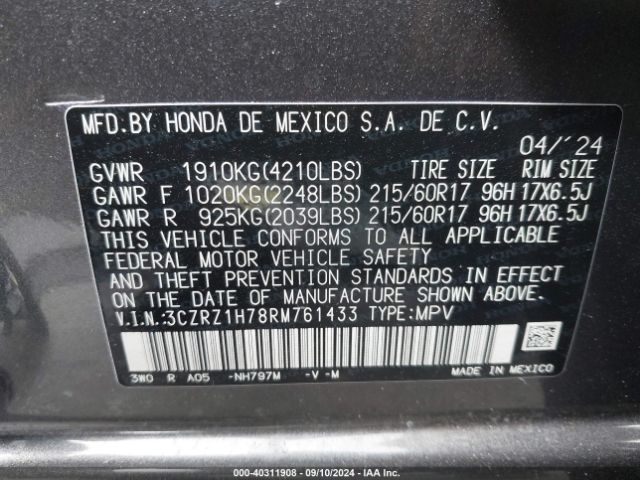 MFD.BY HONDA DE MEXICO S.A. DE C.V.
04/´24
GVWR 1910KG(4210LBS) TIRE SIZE RIM SIZE
GAWR F 1020KG(2248LBS) 215/60R17 96H 17X6.5J
GAWR R 925KG(2039LBS) 215/60R17 96H 17X6.5J
THIS VEHICLE CONFORMS TO ALL APPLICABLE
FEDERAL MOTOR VEHICLE SAFETY
AND THEFT PREVENTION STANDARDS IN EFFECT
ON THE DATE OF MANUFACTURE SHOWN ABOVE.
V.I.N.:3CZRZ1H78RM761433 TYPE:MPV
3W0 R A05 -NH797M -V -M MADE IN MEXICO
000-40311908 - 09/10/2024 - IAA Inc.